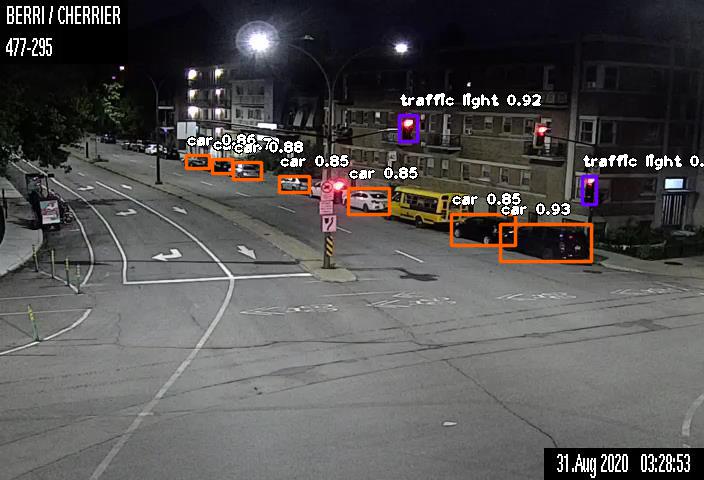 BERRI / CHERRIER
477-295
traffic light 0.92
traffic light 0.
car 0.86
car 0.88
car 0.85
car 0.85
car 0.85
car 0.93
31.Aug 2020 03:28:53